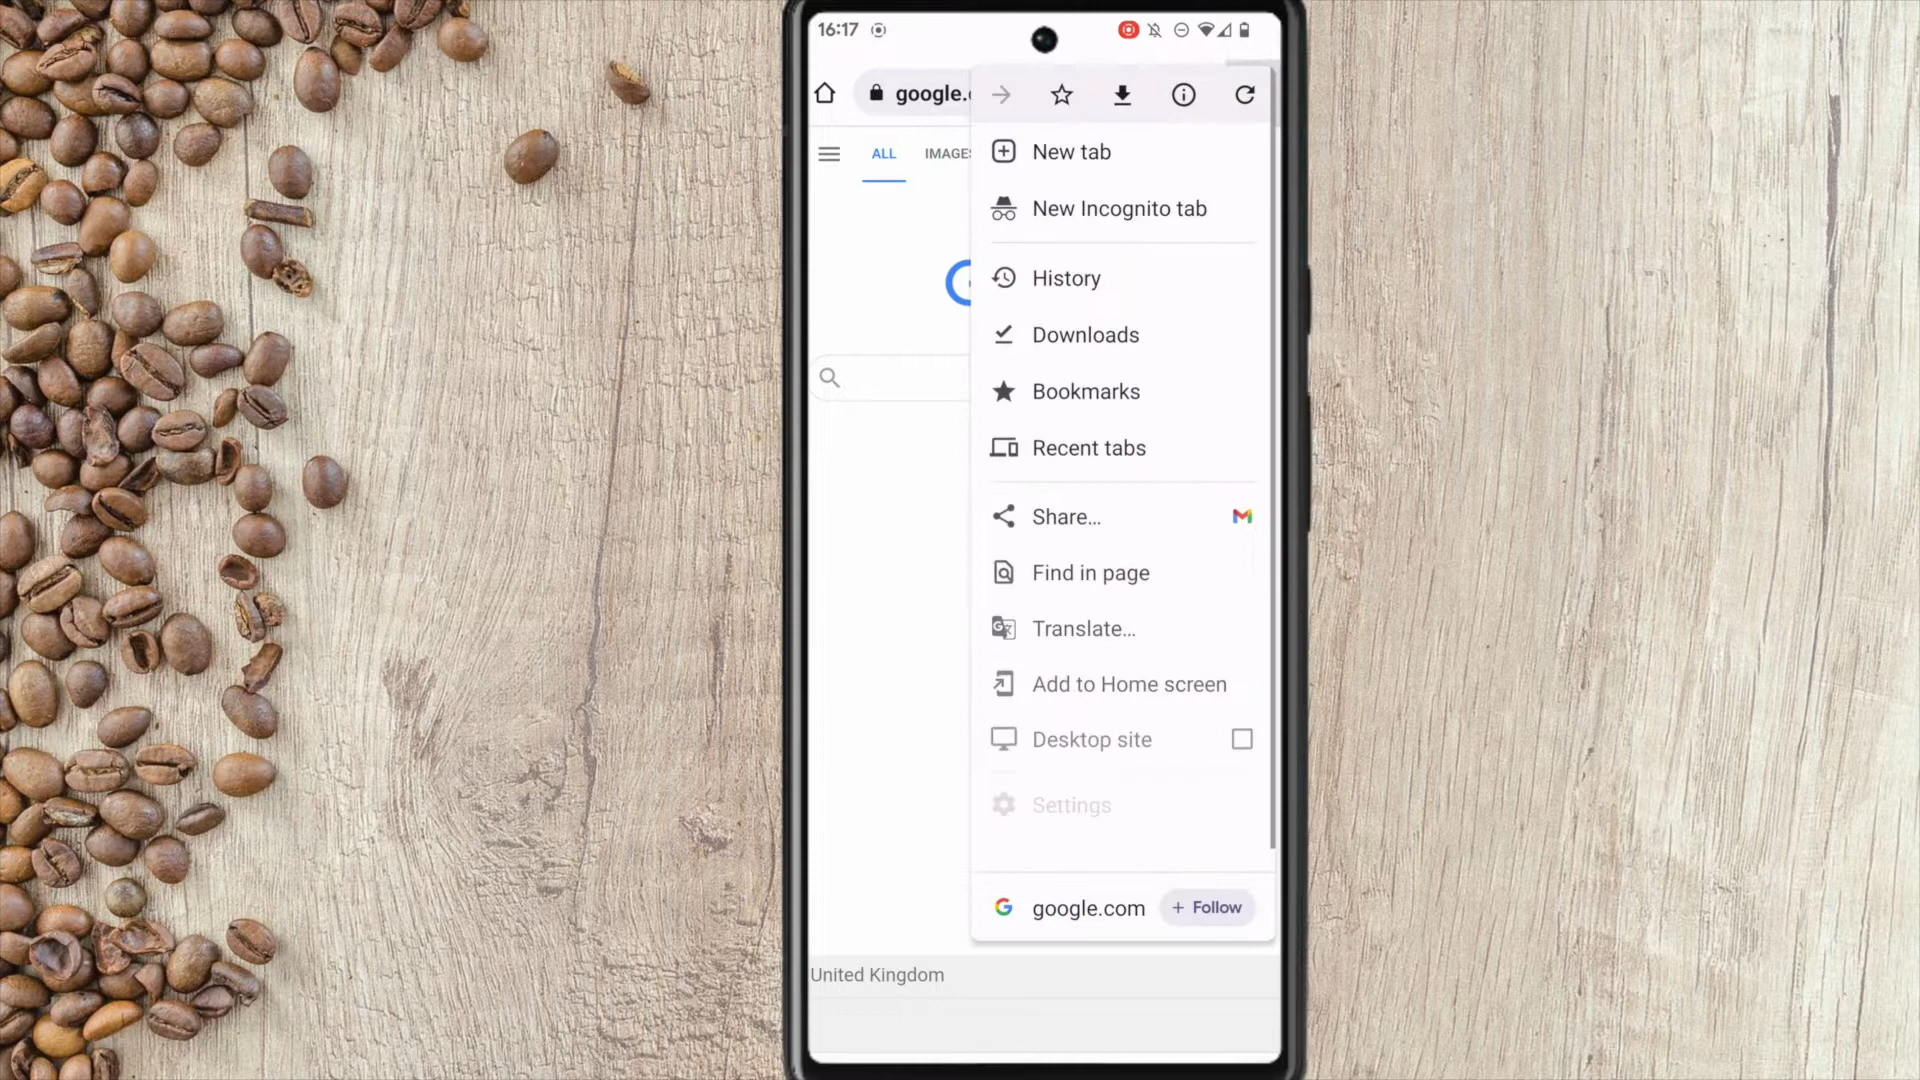 16:17
google.
ALL IMAGES
New tab
New Incognito tab
History
Downloads
Bookmarks
Recent tabs
Share...
Find in page
Translate...
Add to Home screen
Desktop site
Settings
google.com + Follow
United Kingdom